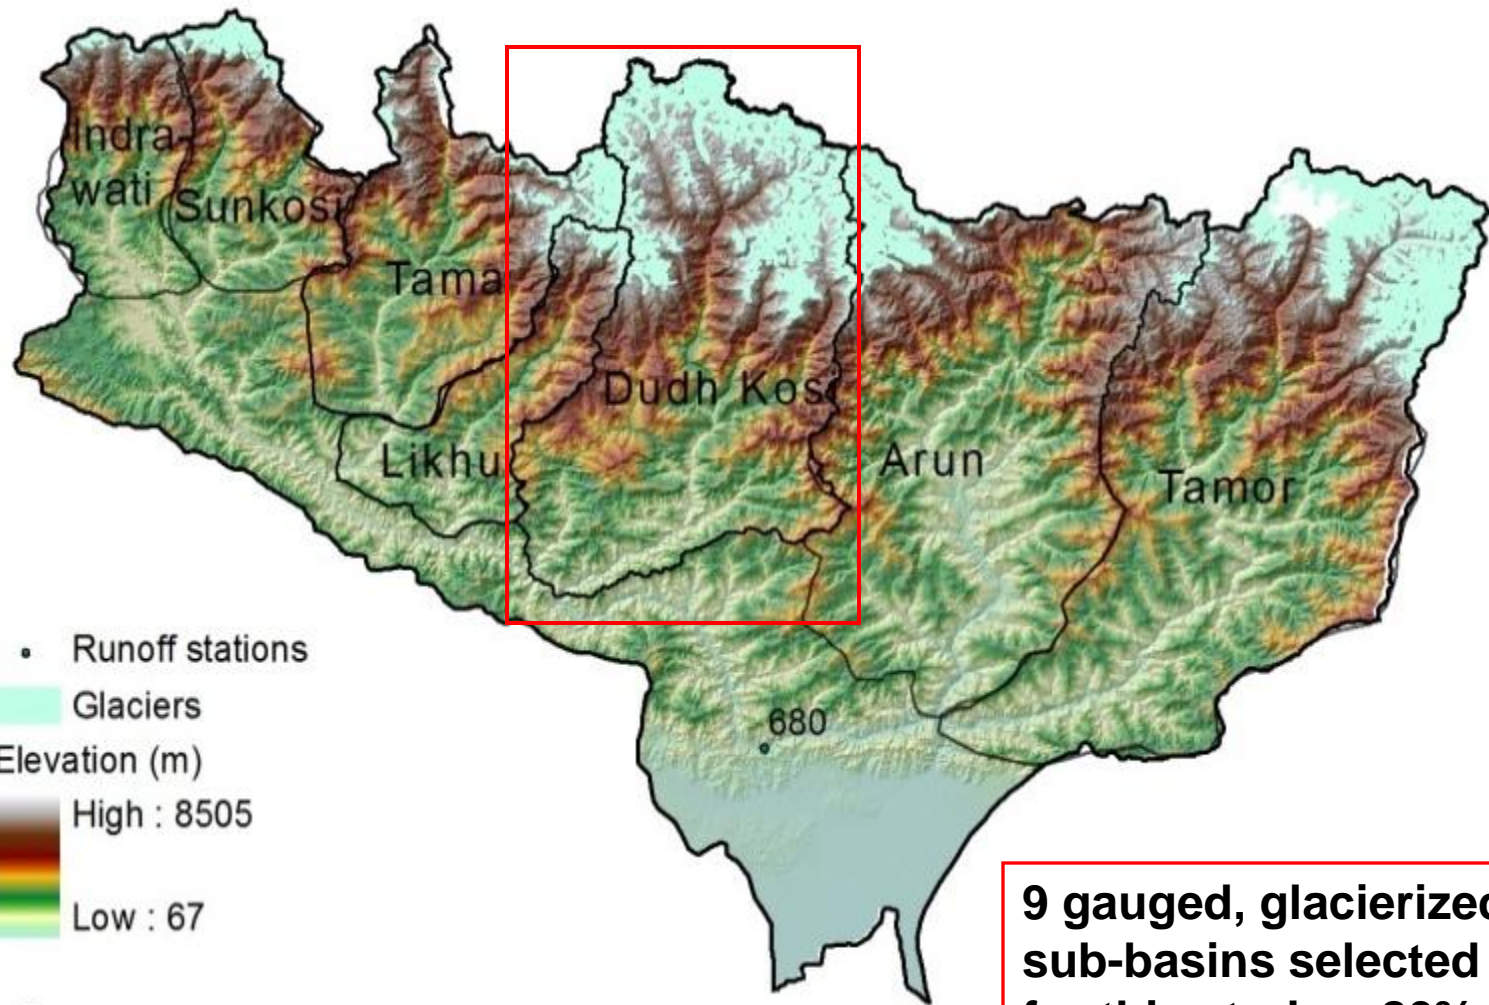 Indra-
wati
Sunkosi
Tama
Dudh Kos
Likhu
Arun
Tamor
680
Runoff stations
Glaciers
Elevation (m)
High : 8505
Low : 67
9 gauged, glacierized
sub-basins selected